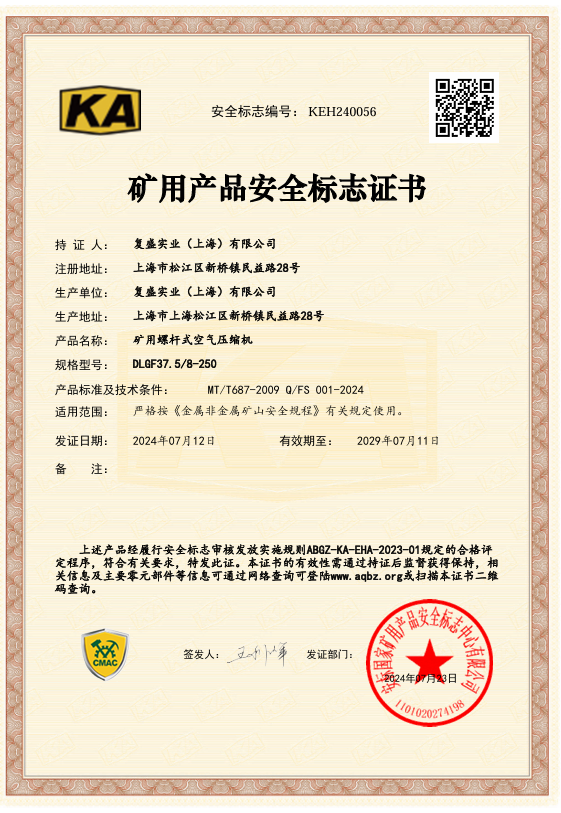 KA
安全标志编号: KEH240056
矿用产品安全标志证书
持 证 人: 复盛实业（上海）有限公司
注册地址: 上海市松江区新桥镇民益路28号
生产单位: 复盛实业（上海）有限公司
生产地址: 上海市上海松江区新桥镇民益路28号
产品名称: 矿用螺杆式空气压缩机
规格型号: DLGF37.5/8-250
产品标准及技术条件: MT/T687-2009 Q/FS 001-2024
适用范围: 严格按《金属非金属矿山安全规程》有关规定使用。
发证日期: 2024年07月12日 有效期至: 2029年07月11日
备 注:
上述产品经履行安全标志审核发放实施规则ABGZ-KA-EHA-2023-01规定的合格评
定程序，符合有关要求，特发此证。本证书的有效性需通过持证后监督获得保持，相
关信息及主要零元部件等信息可通过网络查询可登陆www.aqbz.org或扫描本证书二维
码查询。
CMAC
签发人: 发证部门:
安标国家矿用产品安全标志中心有限公司
2024年07月23日
1101020274198